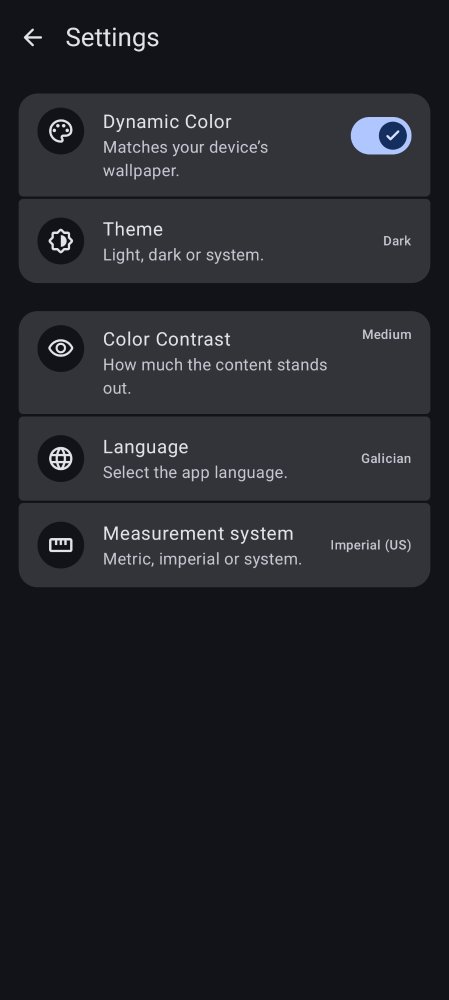 Settings
Dynamic Color
Matches your device's
wallpaper.
Theme
Light, dark or system.
Dark
Color Contrast
How much the content stands
out.
Medium
Language
Select the app language.
Galician
Measurement system
Metric, imperial or system.
Imperial (US)